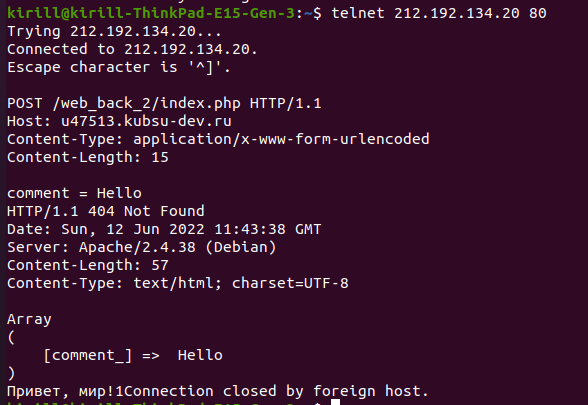 kirill@kirill-ThinkPad-E15-Gen-3:~$ telnet 212.192.134.20 80
Trying 212.192.134.20...
Connected to 212.192.134.20.
Escape character is '^]'.

POST /web_back_2/index.php HTTP/1.1
Host: u47513.kubsu-dev.ru
Content-Type: application/x-www-form-urlencoded
Content-Length: 15

comment = Hello
HTTP/1.1 404 Not Found
Date: Sun, 12 Jun 2022 11:43:38 GMT
Server: Apache/2.4.38 (Debian)
Content-Length: 57
Content-Type: text/html; charset=UTF-8

Array
(
    [comment_] =>  Hello
)
Привет, мир!1Connection closed by foreign host.